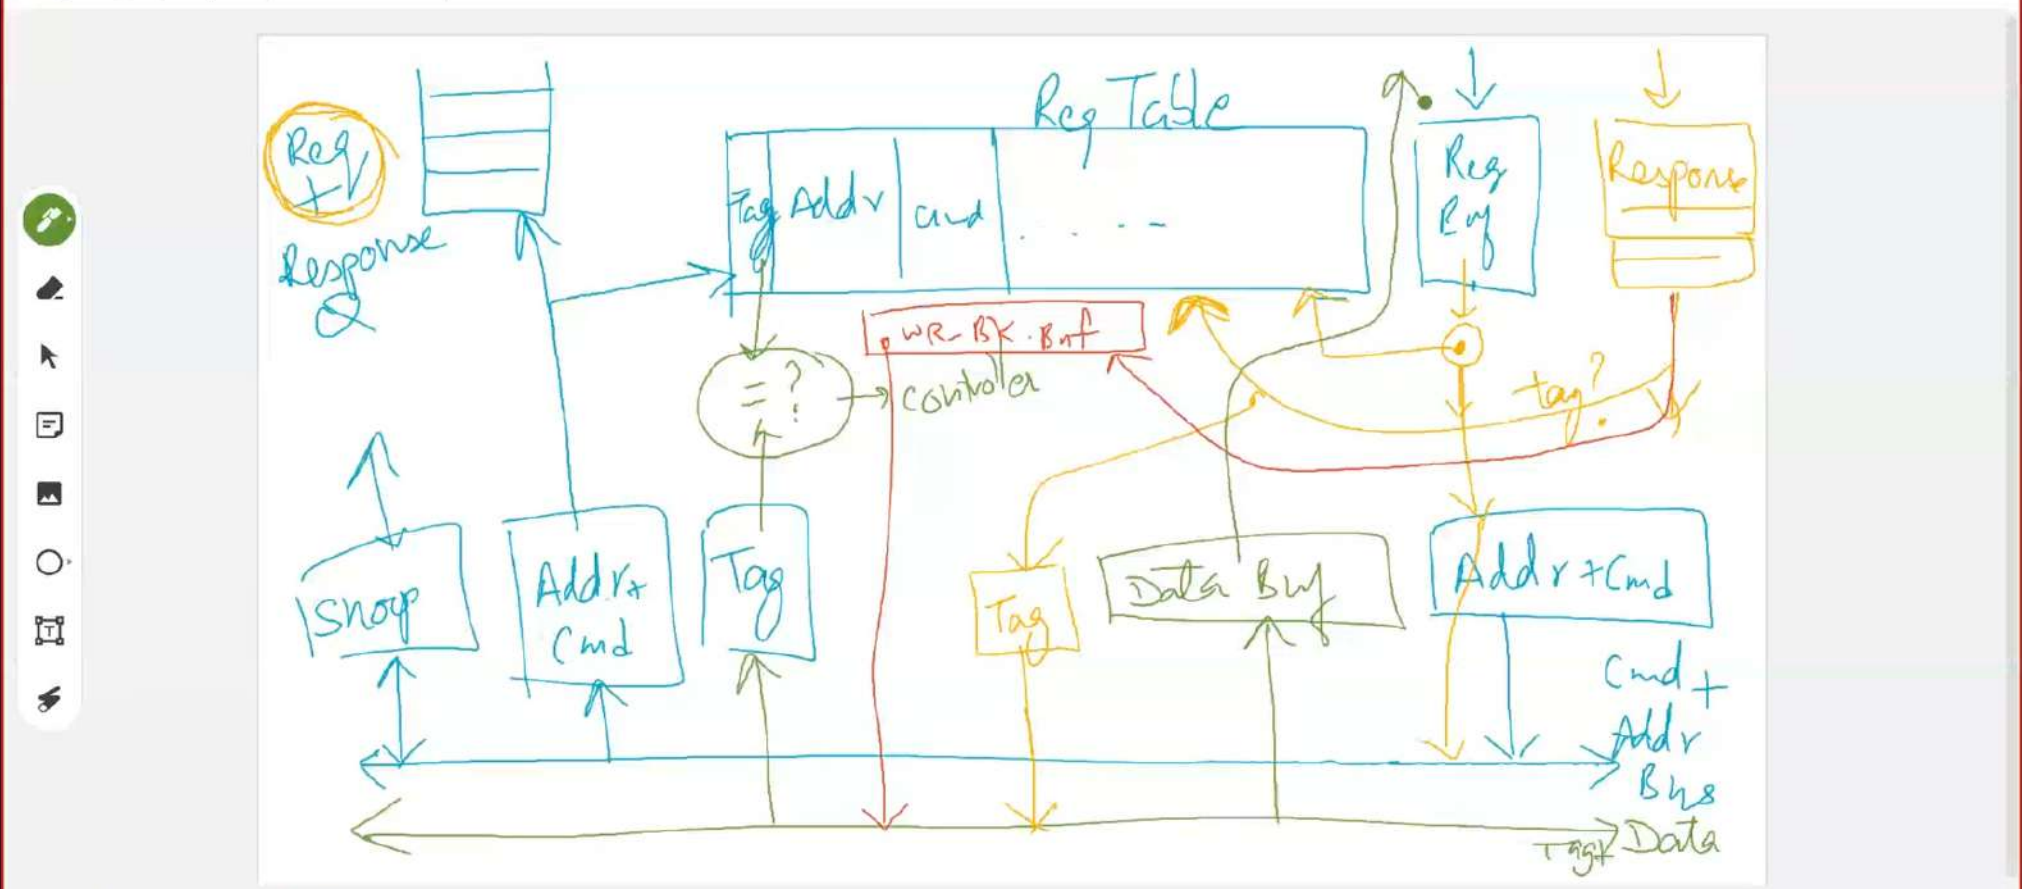 Req Table
Req
+
Response
Q
Tag
Addr
cmd
. . . . -
Req
Buf
Response
WR-BK.Buf
= ?
controller
tag?
Snoop
Addr+
Cmd
Tag
Tag
Data Buf
Addr+Cmd
Cmd +
Addr
Bus
Tag+ Data